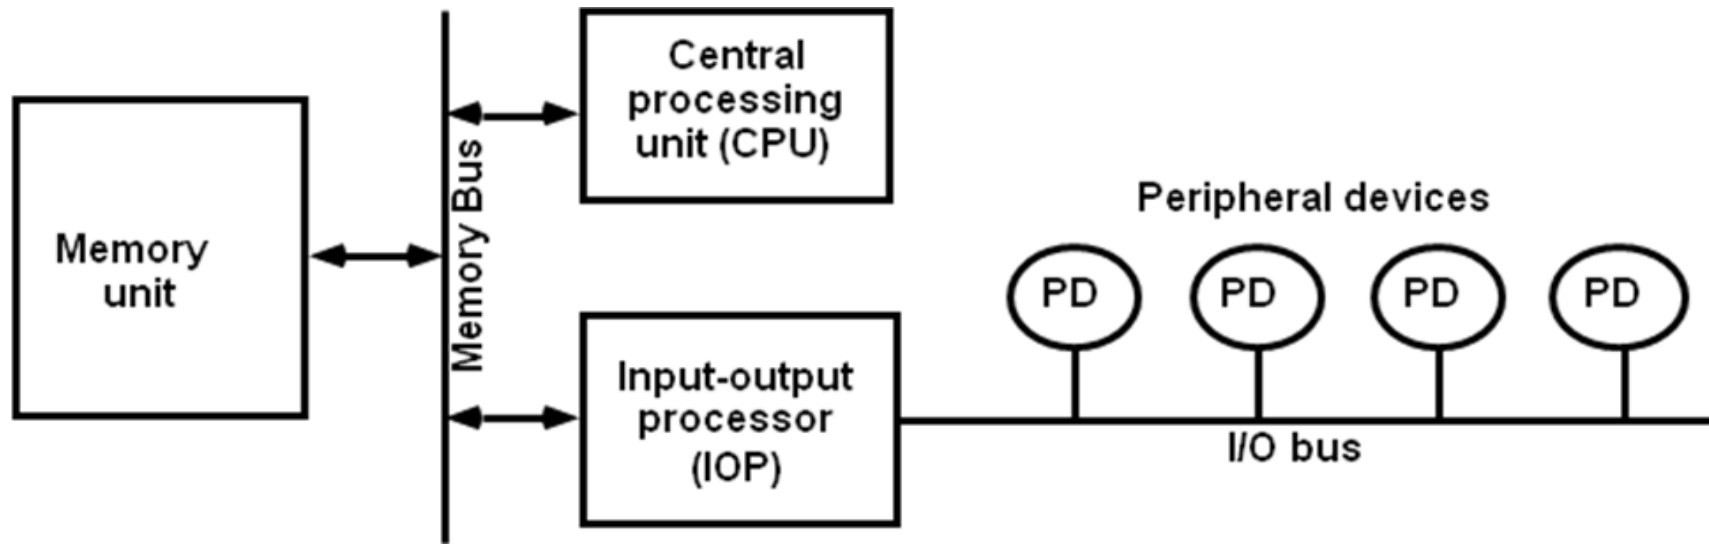 Memory
unit
Memory Bus
Central
processing
unit (CPU)
Input-output
processor
(IOP)
Peripheral devices
PD
PD
PD
PD
I/O bus